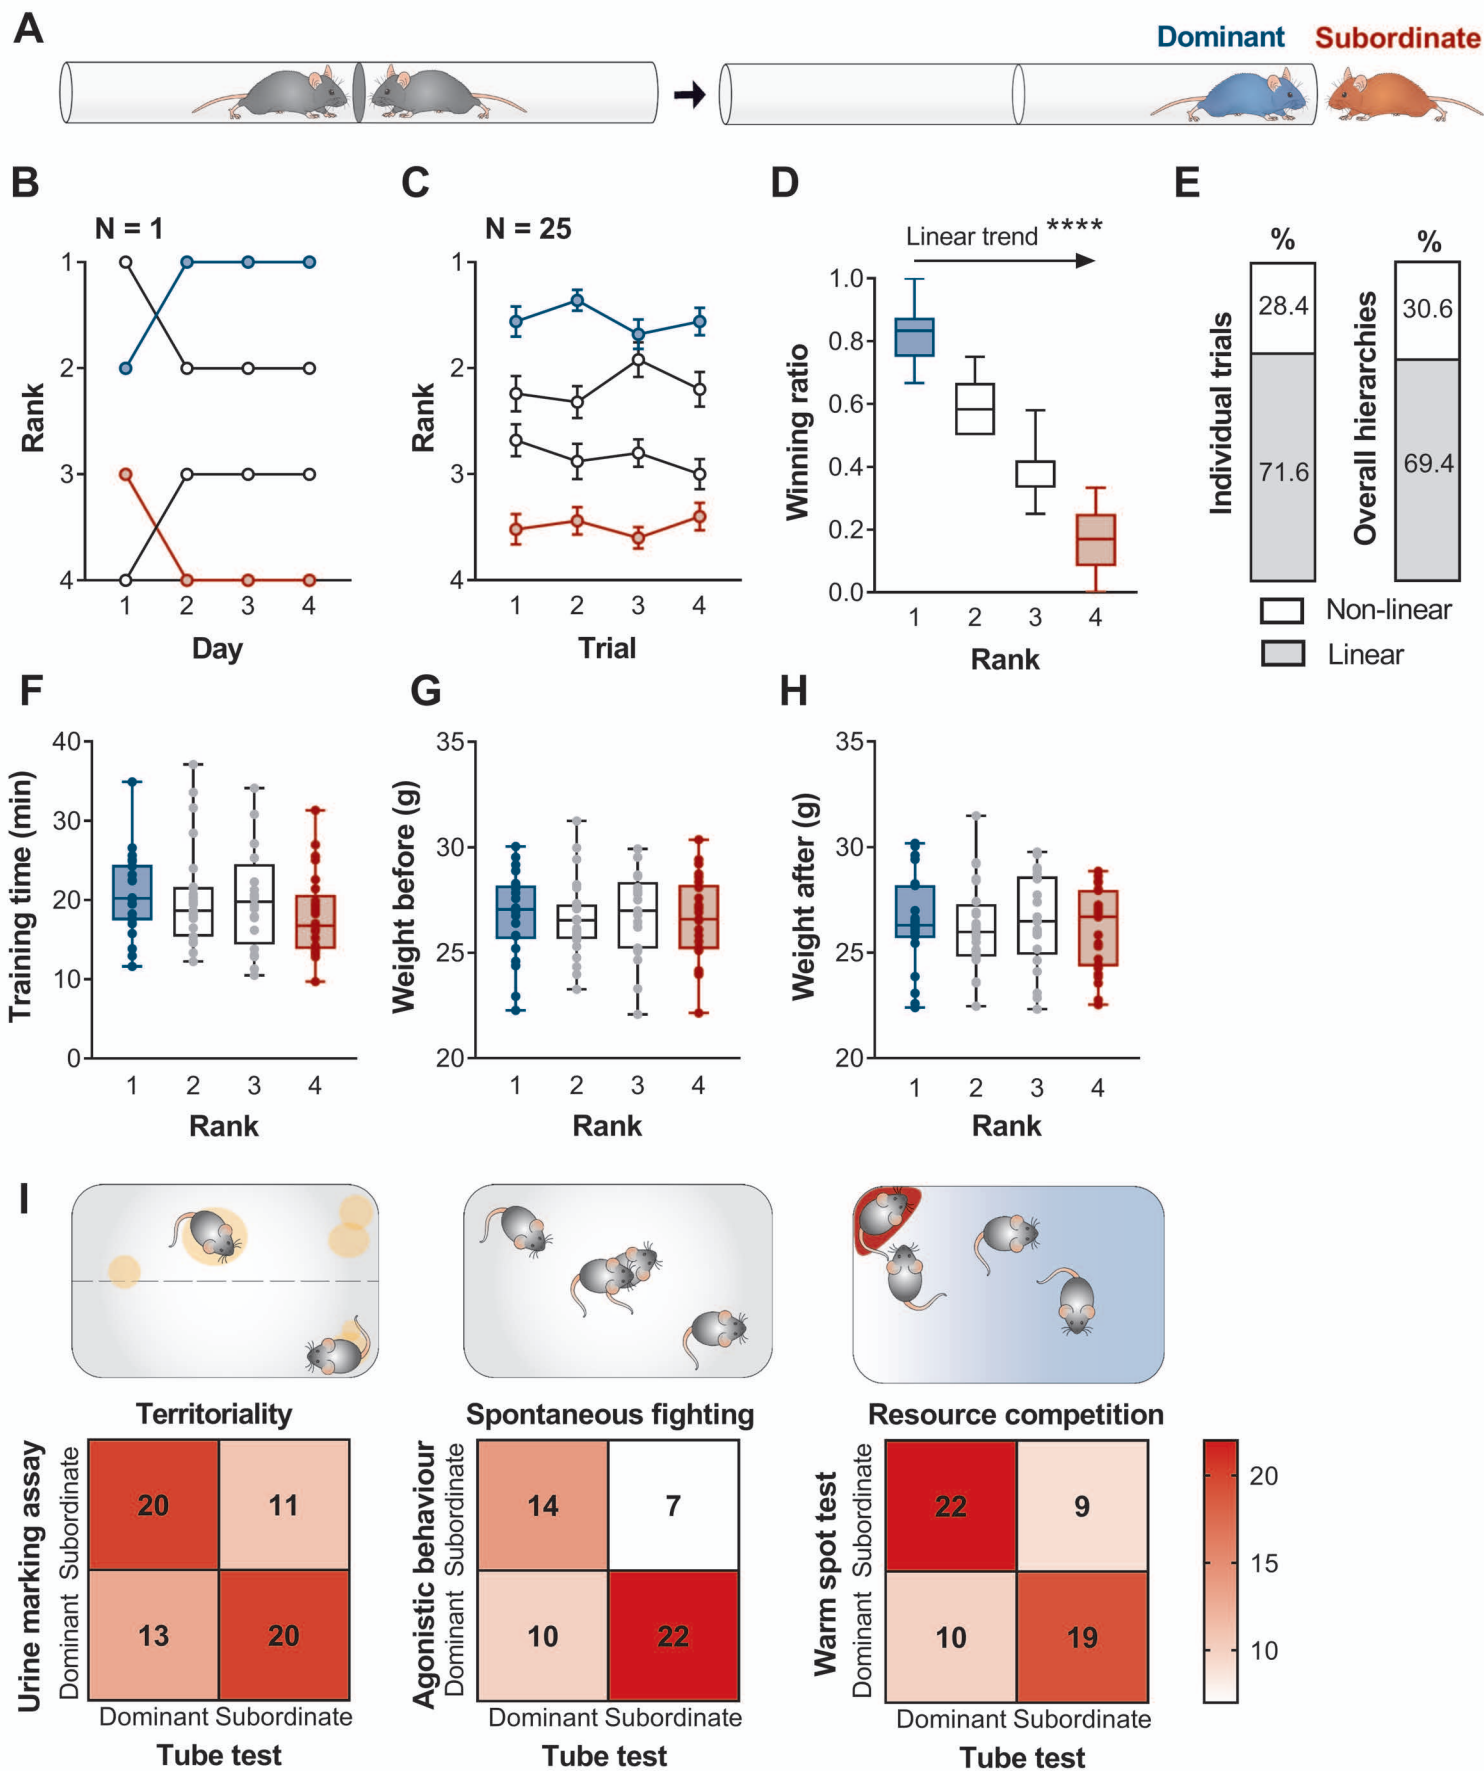 A
Dominant Subordinate
B
N = 1
Rank
1
2
3
4
1 2 3 4
Day
C
N = 25
Rank
1
2
3
4
1 2 3 4
Trial
D
Linear trend ****
Winning ratio
1.0
0.8
0.6
0.4
0.2
0.0
1 2 3 4
Rank
E
% %
Individual trials
28.4
71.6
Overall hierarchies
30.6
69.4
Non-linear
Linear
F
Training time (min)
40
30
20
10
0
1 2 3 4
Rank
G
Weight before (g)
35
30
25
20
1 2 3 4
Rank
H
Weight after (g)
35
30
25
20
1 2 3 4
Rank
I
Territoriality
Urine marking assay
Subordinate
Dominant
20 11
13 20
Dominant Subordinate
Tube test
Spontaneous fighting
Agonistic behaviour
Subordinate
Dominant
14 7
10 22
Dominant Subordinate
Tube test
Resource competition
Warm spot test
Subordinate
Dominant
22 9
10 19
Dominant Subordinate
Tube test
20
15
10